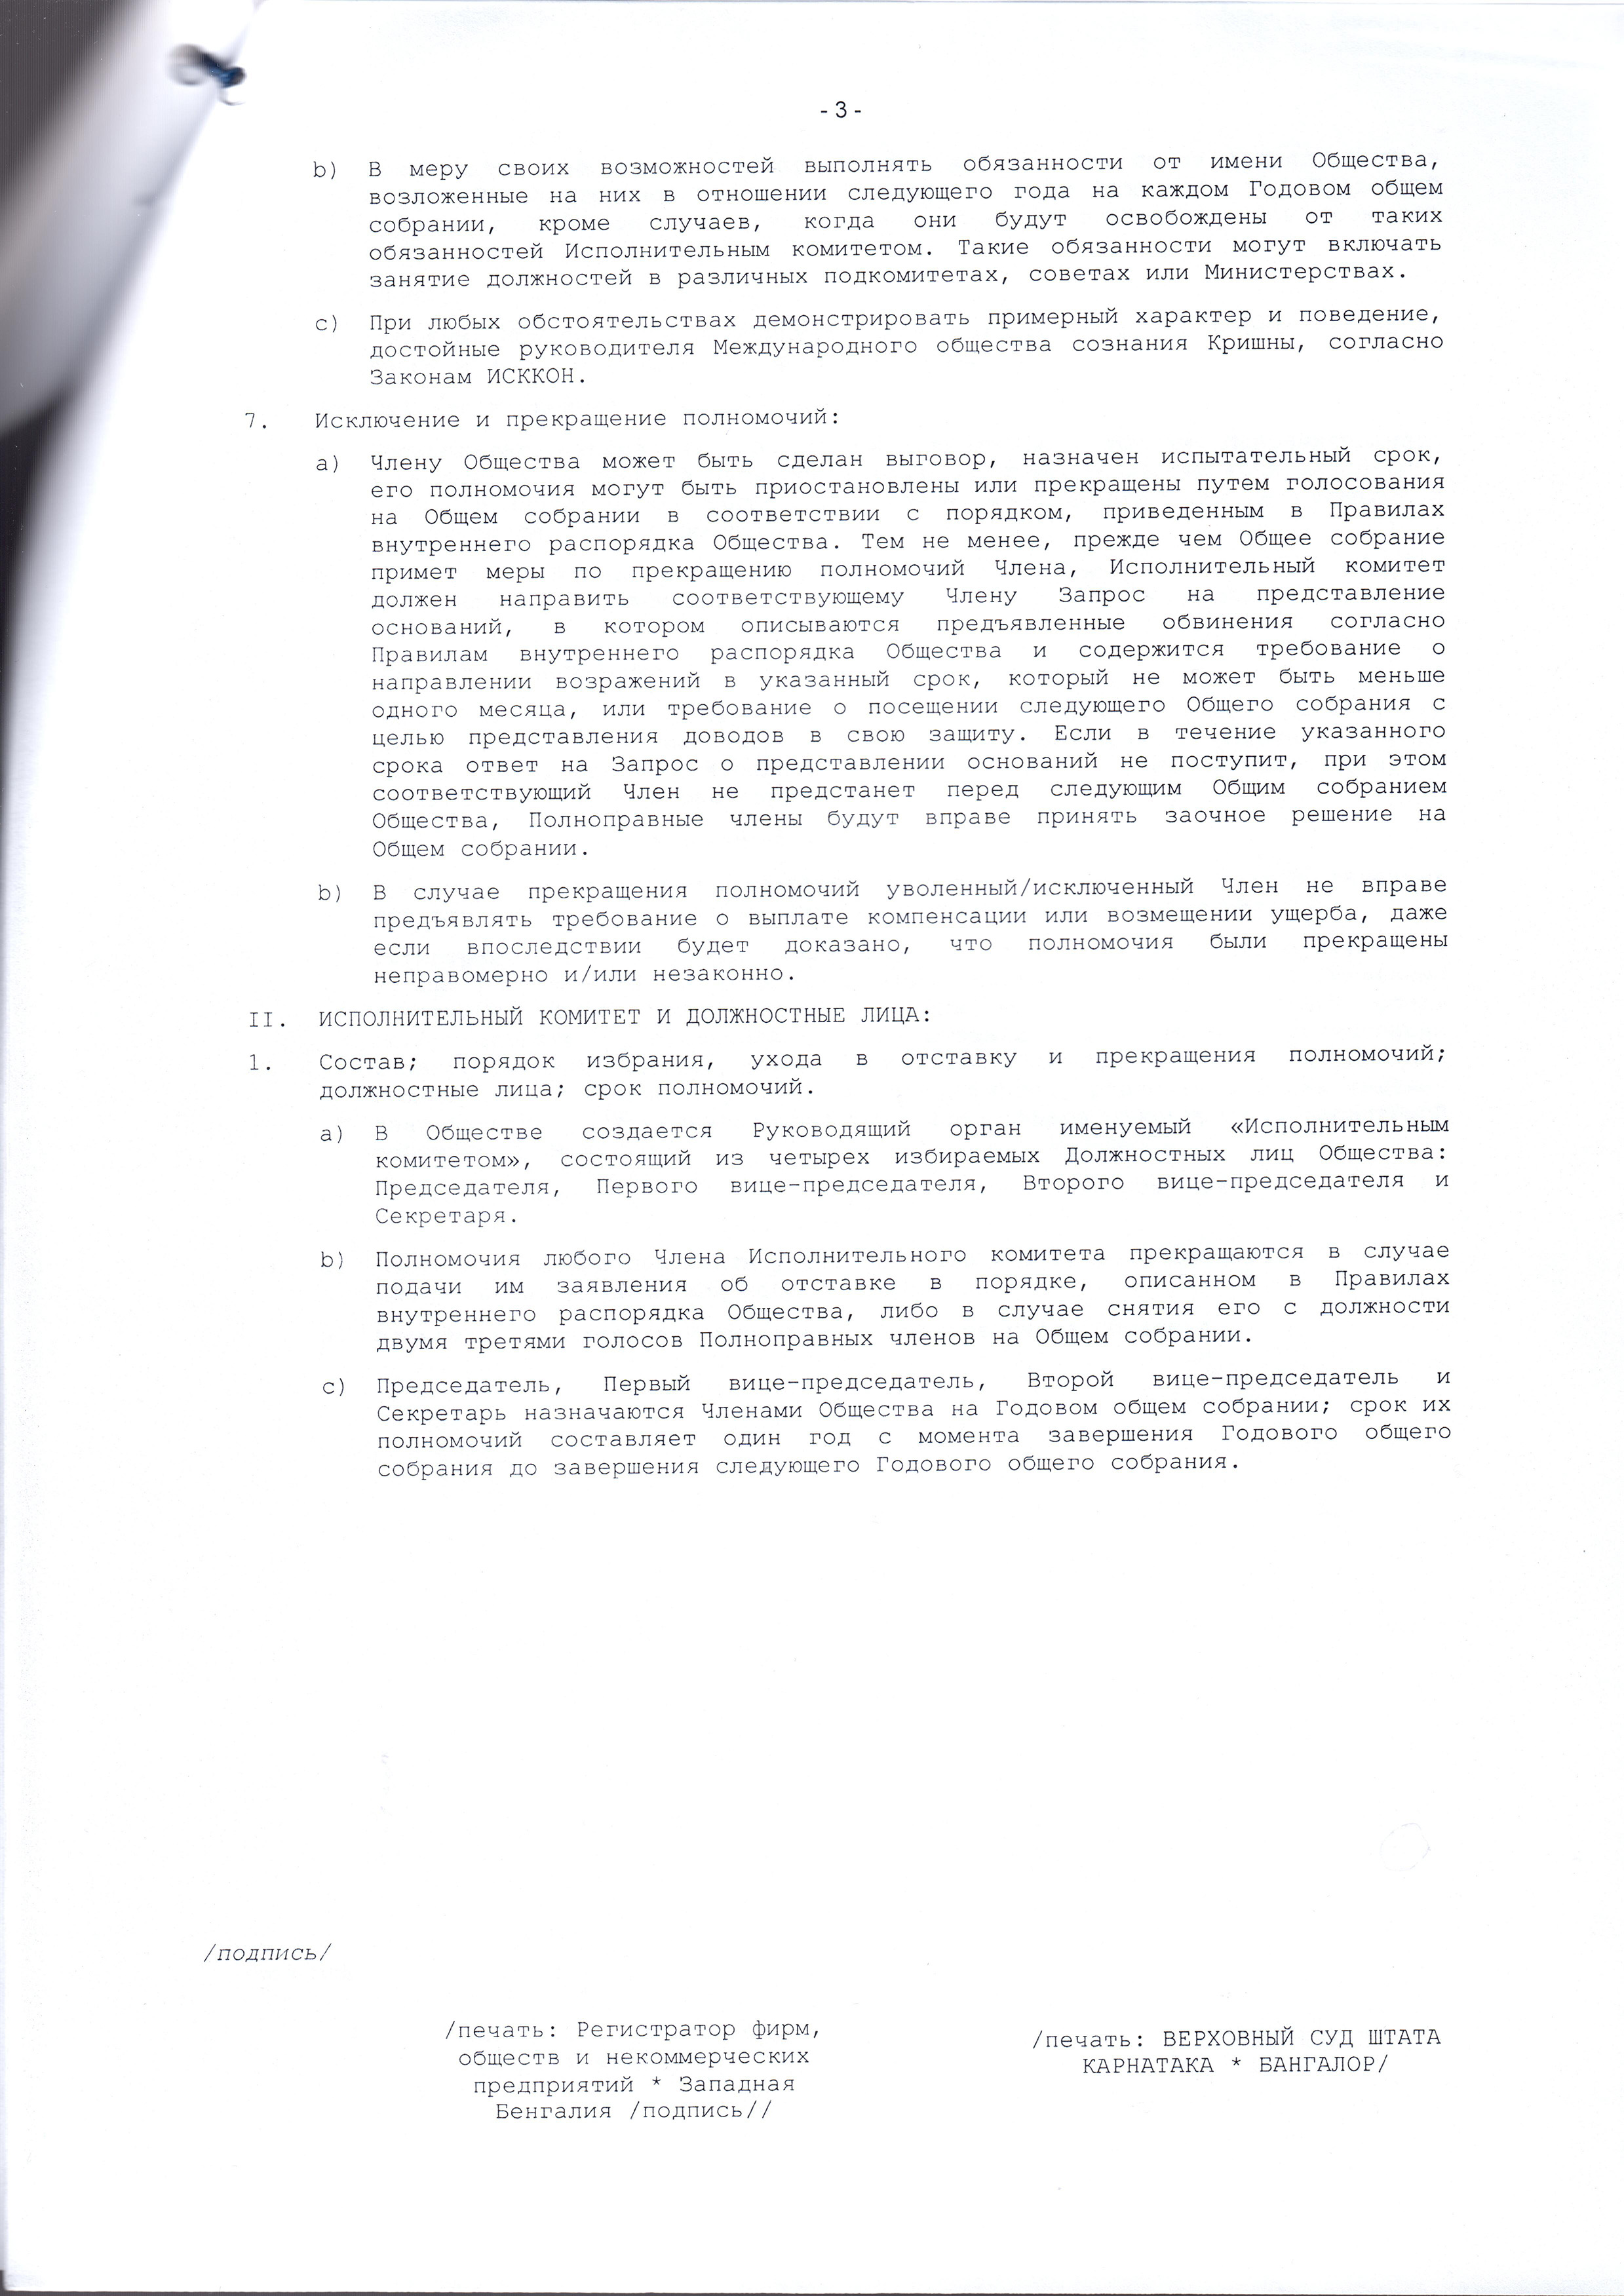 -3-
b) В меру своих возможностей выполнять обязанности от имени Общества,
возложенные на них в отношении следующего года на каждом Годовом общем
собрании, кроме случаев, когда они будут освобождены от таких
обязанностей Исполнительным комитетом. Такие обязанности могут включать
занятие должностей в различных подкомитетах, советах или Министерствах.
c) При любых обстоятельствах демонстрировать примерный характер и поведение,
достойные руководителя Международного общества сознания Кришны, согласно
Законам ИСККОН.
7. Исключение и прекращение полномочий:
a) Члену Общества может быть сделан выговор, назначен испытательный срок,
его полномочия могут быть приостановлены или прекращены путем голосования
на Общем собрании в соответствии с порядком, приведенным в Правилах
внутреннего распорядка Общества. Тем не менее, прежде чем Общее собрание
примет меры по прекращению полномочий Члена, Исполнительный комитет
должен направить соответствующему Члену Запрос на представление
оснований, в котором описываются предъявленные обвинения согласно
Правилам внутреннего распорядка Общества и содержится требование о
направлении возражений в указанный срок, который не может быть меньше
одного месяца, или требование о посещении следующего Общего собрания с
целью представления доводов в свою защиту. Если в течение указанного
срока ответ на Запрос о представлении оснований не поступит, при этом
соответствующий Член не предстанет перед следующим Общим собранием
Общества, Полноправные члены будут вправе принять заочное решение на
Общем собрании.
b) В случае прекращения полномочий уволенный/исключенный Член не вправе
предъявлять требование о выплате компенсации или возмещении ущерба, даже
если впоследствии будет доказано, что полномочия были прекращены
неправомерно и/или незаконно.
II. ИСПОЛНИТЕЛЬНЫЙ КОМИТЕТ И ДОЛЖНОСТНЫЕ ЛИЦА:
1. Состав; порядок избрания, ухода в отставку и прекращения полномочий;
должностные лица; срок полномочий.
a) В Обществе создается Руководящий орган именуемый «Исполнительным
комитетом», состоящий из четырех избираемых Должностных лиц Общества:
Председателя, Первого вице-председателя, Второго вице-председателя и
Секретаря.
b) Полномочия любого Члена Исполнительного комитета прекращаются в случае
подачи им заявления об отставке в порядке, описанном в Правилах
внутреннего распорядка Общества, либо в случае снятия его с должности
двумя третями голосов Полноправных членов на Общем собрании.
c) Председатель, Первый вице-председатель, Второй вице-председатель и
Секретарь назначаются Членами Общества на Годовом общем собрании; срок их
полномочий составляет один год с момента завершения Годового общего
собрания до завершения следующего Годового общего собрания.
/подпись/
/печать: Регистратор фирм,
обществ и некоммерческих
предприятий * Западная
Бенгалия /подпись//
/печать: ВЕРХОВНЫЙ СУД ШТАТА
КАРНАТАКА * БАНГАЛОР/